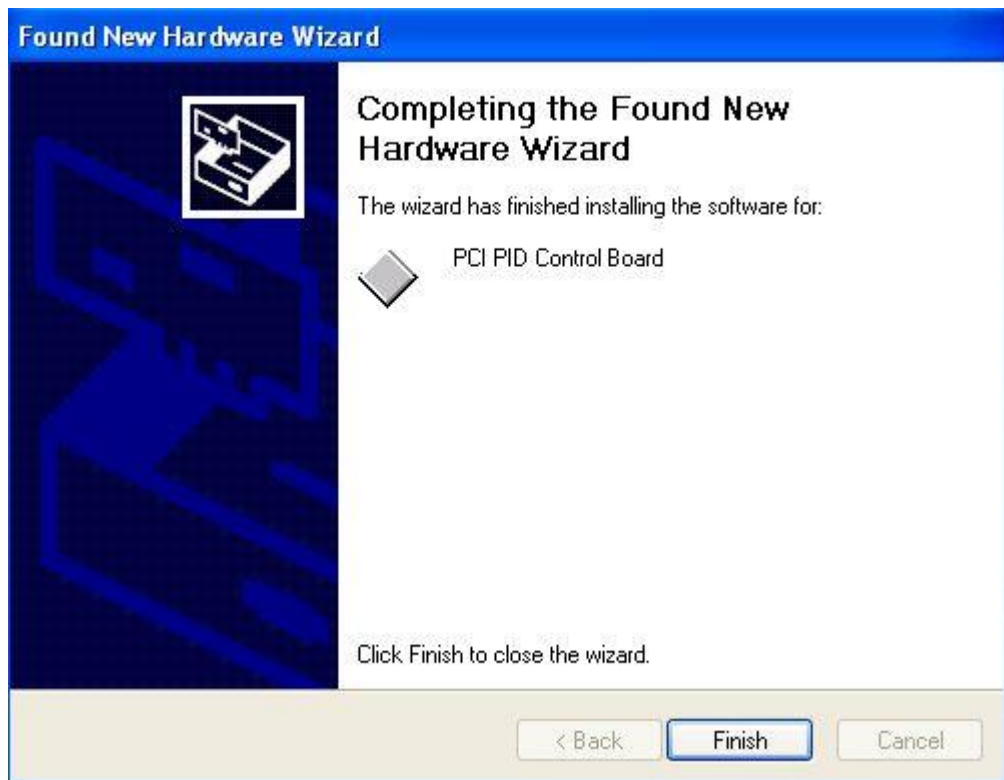 Found New Hardware Wizard
Completing the Found New
Hardware Wizard
The wizard has finished installing the software for:
PCI PID Control Board
Click Finish to close the wizard.
< Back Finish Cancel